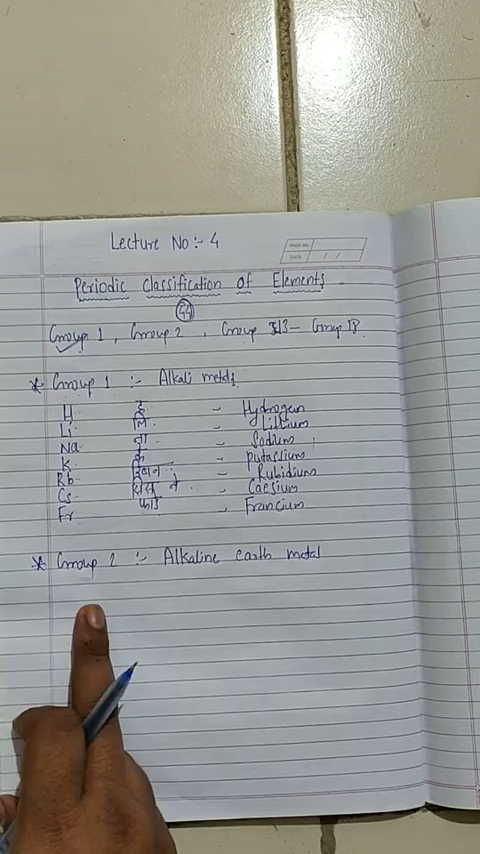 Lecture No:- 4
PAGE No.
DATE / /
Periodic Classification of Elements
44
Group 1, Group 2, Group 13 - Group 18
* Group 1 :- Alkali metals
H ह - Hydrogen
Li लि - Lithium
Na ना - Sodium
K के - Potassium
Rb रिबान - Rubidium
Cs सिस ने - Caesium
Fr फाड़ - Francium
* Group 2 :- Alkaline earth metal